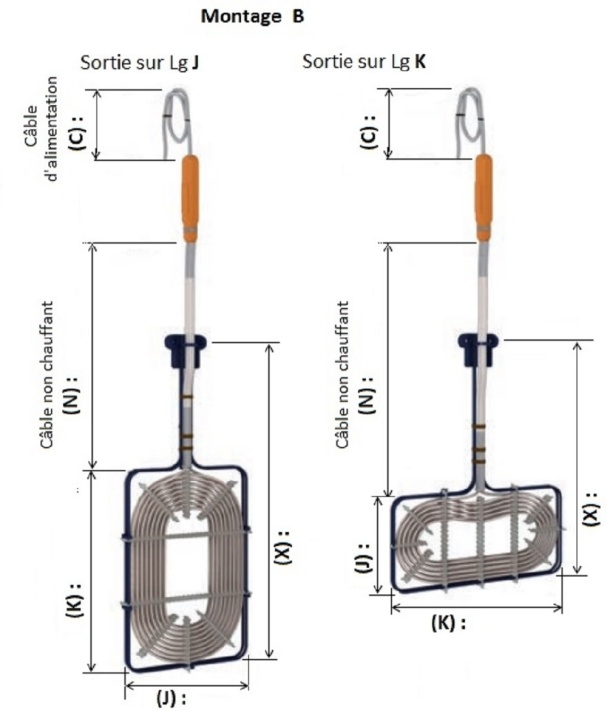 Montage B
Sortie sur Lg J
Sortie sur Lg K
Câble
d'alimentation
(C) :
(C) :
Câble non chauffant
(N) :
Câble non chauffant
(N) :
(X) :
(X) :
(K) :
(J) :
(J) :
(K) :